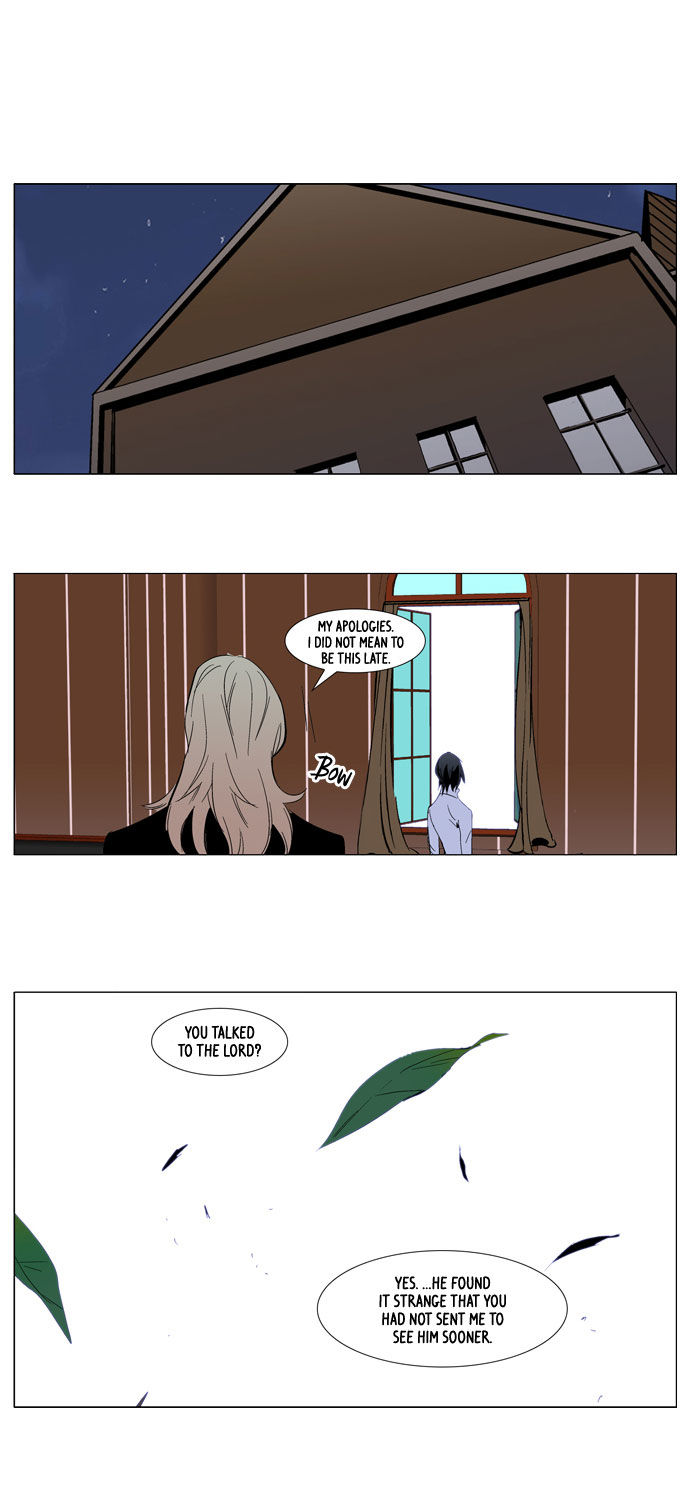 MY APOLOGIES.
I DID NOT MEAN TO
BE THIS LATE.
BOW
YOU TALKED
TO THE LORD?
YES. ...HE FOUND
IT STRANGE THAT YOU
HAD NOT SENT ME TO
SEE HIM SOONER.